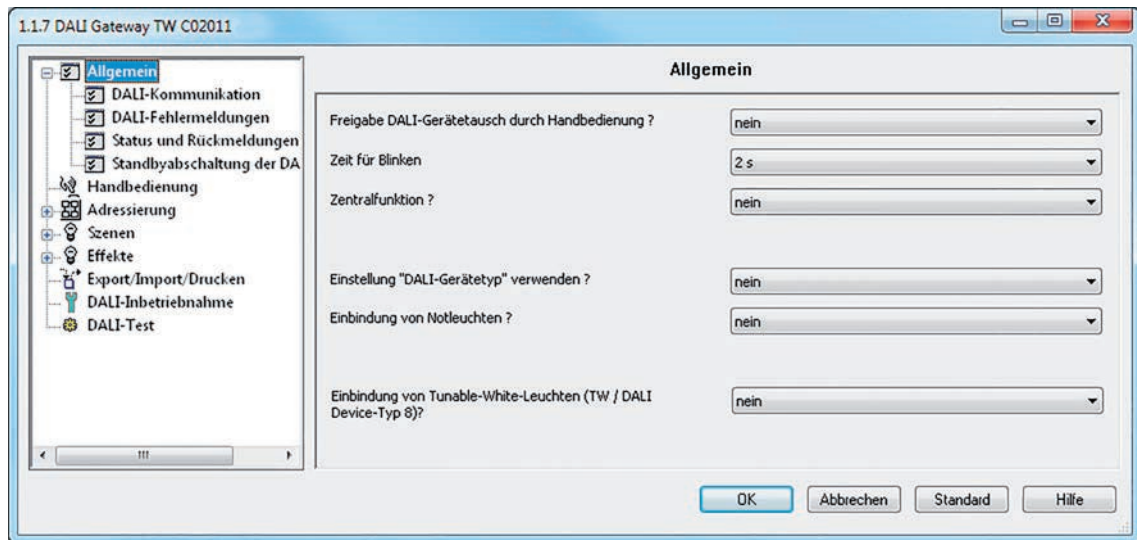 1.1.7 DALI Gateway TW C02011
Allgemein
DALI-Kommunikation
DALI-Fehlermeldungen
Status und Rückmeldungen
Standbyabschaltung der DA
Handbedienung
Adressierung
Szenen
Effekte
Export/Import/Drucken
DALI-Inbetriebnahme
DALI-Test
Allgemein
Freigabe DALI-Gerätetausch durch Handbedienung ?
nein
Zeit für Blinken
2 s
Zentralfunktion ?
nein
Einstellung "DALI-Gerätetyp" verwenden ?
nein
Einbindung von Notleuchten ?
nein
Einbindung von Tunable-White-Leuchten (TW / DALI
Device-Typ 8)?
nein
OK
Abbrechen
Standard
Hilfe